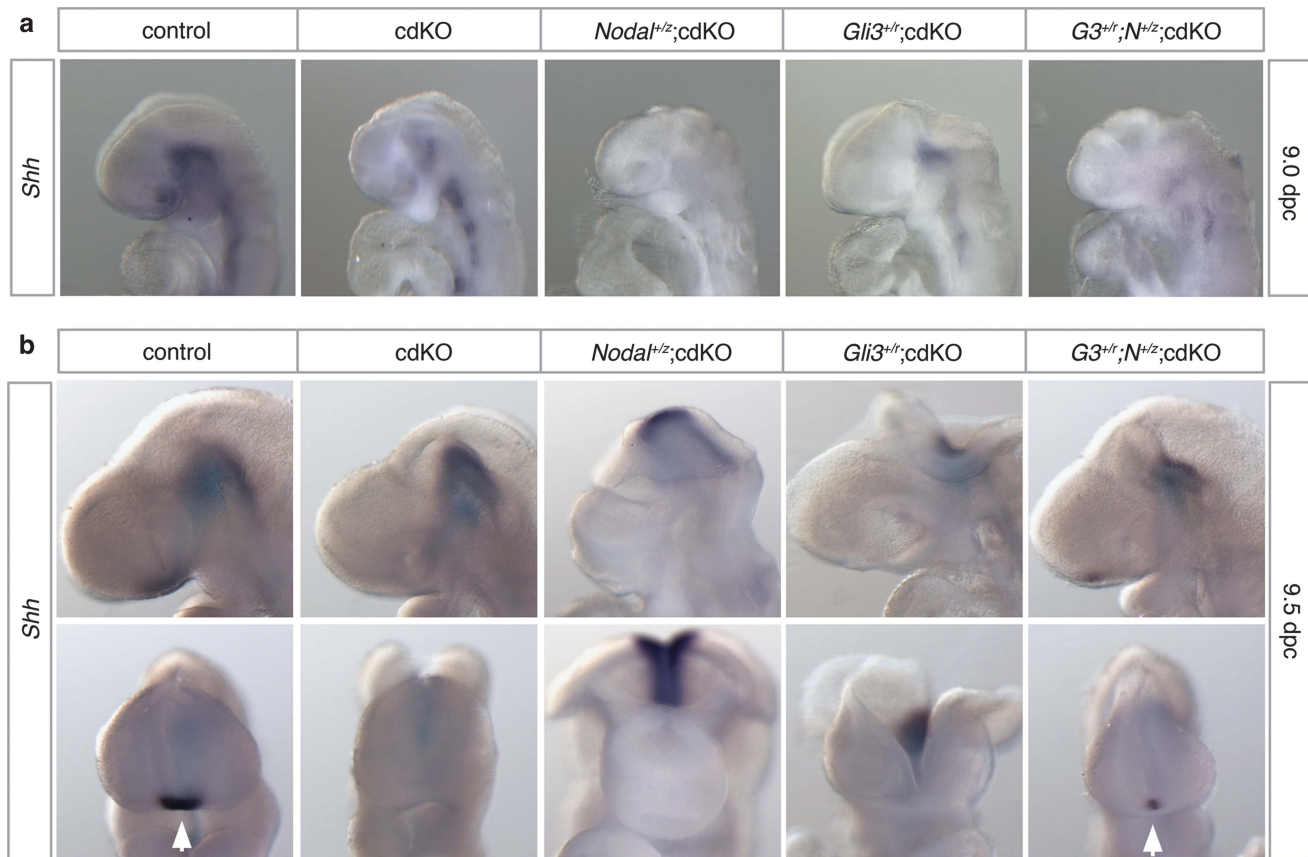 a
control cdKO Nodal+/z;cdKO Gli3+/r;cdKO G3+/r;N+/z;cdKO
Shh
9.0 dpc
b
control cdKO Nodal+/z;cdKO Gli3+/r;cdKO G3+/r;N+/z;cdKO
Shh
9.5 dpc